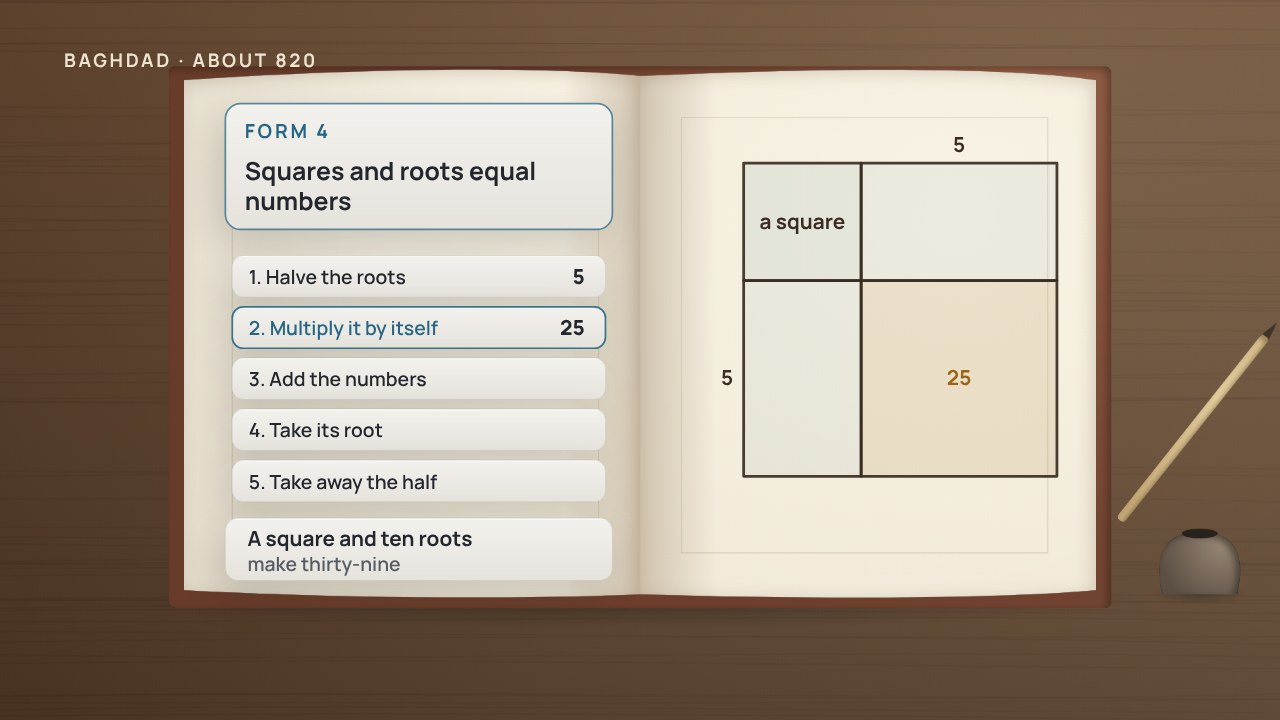 BAGHDAD · ABOUT 820
FORM 4
Squares and roots equal
numbers
1. Halve the roots 5
2. Multiply it by itself 25
3. Add the numbers
4. Take its root
5. Take away the half
A square and ten roots
make thirty-nine
5
a square
5
25